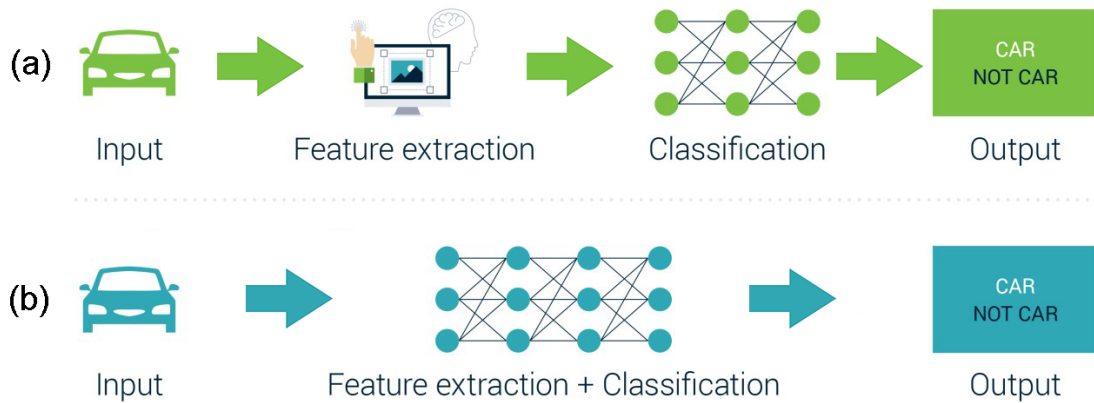 (a)
CAR
NOT CAR
Input
Feature extraction
Classification
Output
(b)
CAR
NOT CAR
Input
Feature extraction + Classification
Output